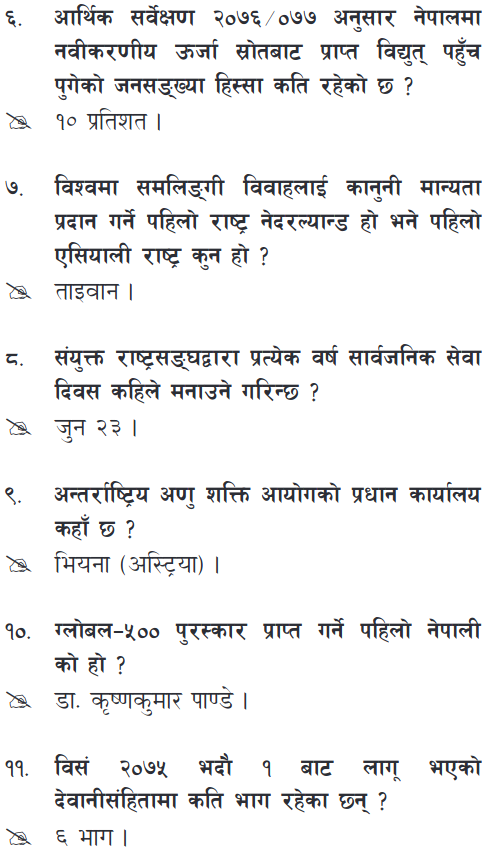 ६. आर्थिक सर्वेक्षण २०७६/०७७ अनुसार नेपालमा
नवीकरणीय ऊर्जा स्रोतबाट प्राप्त विद्युत् पहुँच
पुगेको जनसङ्ख्या हिस्सा कति रहेको छ ?
१० प्रतिशत ।
७. विश्वमा समलिङ्गी विवाहलाई कानुनी मान्यता
प्रदान गर्ने पहिलो राष्ट्र नेदरल्यान्ड हो भने पहिलो
एसियाली राष्ट्र कुन हो ?
ताइवान ।
८. संयुक्त राष्ट्रसङ्घद्वारा प्रत्येक वर्ष सार्वजनिक सेवा
दिवस कहिले मनाउने गरिन्छ ?
जुन २३ ।
९. अन्तर्राष्ट्रिय अणु शक्ति आयोगको प्रधान कार्यालय
कहाँ छ ?
भियना (अस्ट्रिया) ।
१०. ग्लोबल-५०० पुरस्कार प्राप्त गर्ने पहिलो नेपाली
को हो ?
डा. कृष्णकुमार पाण्डे ।
११. विसं २०७५ भदौ १ बाट लागू भएको
देवानीसंहितामा कति भाग रहेका छन् ?
६ भाग ।